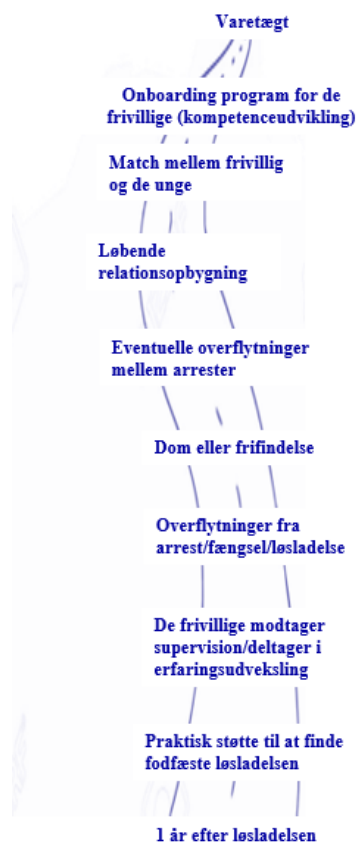 Varetægt
Onboarding program for de
frivillige (kompetenceudvikling)
Match mellem frivillig
og de unge
Løbende
relationsopbygning
Eventuelle overflytninger
mellem arrester
Dom eller frifindelse
Overflytninger fra
arrest/fængsel/løsladelse
De frivillige modtager
supervision/deltager i
erfaringsudveksling
Praktisk støtte til at finde
fodfæste løsladelsen
1 år efter løsladelsen